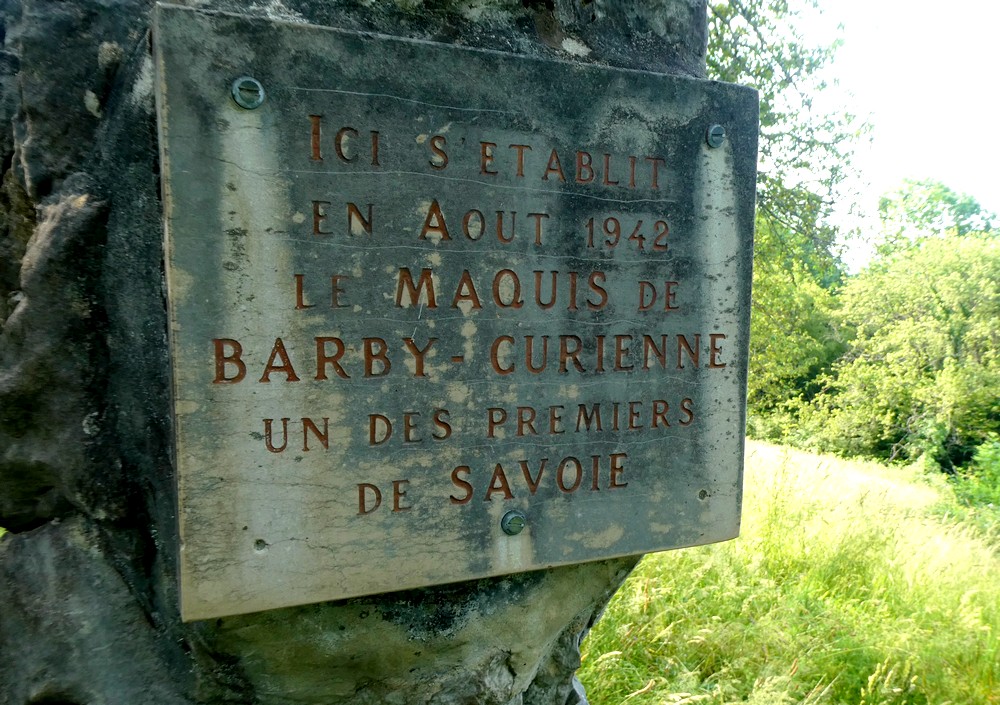 ICI S'ETABLIT
EN AOUT 1942
LE MAQUIS DE
BARBY-CURIENNE
UN DES PREMIERS
DE SAVOIE